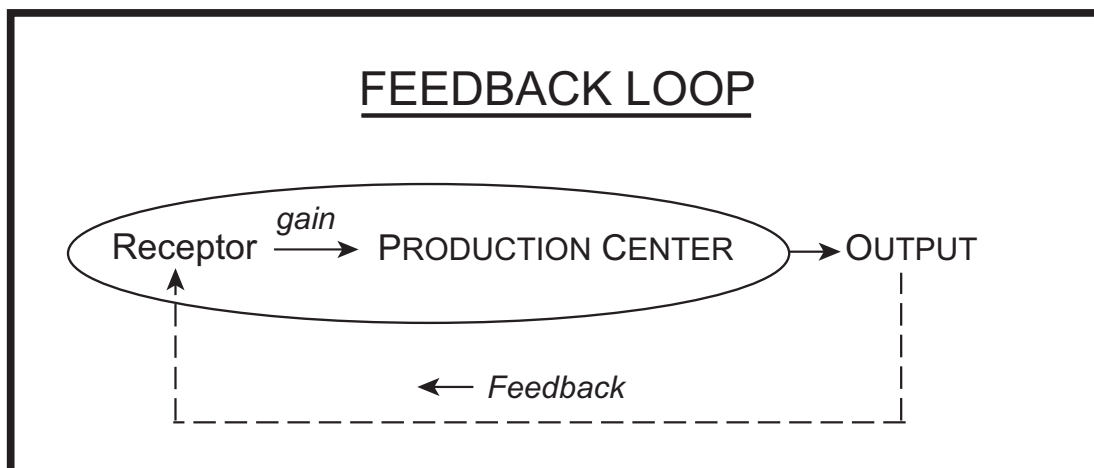 FEEDBACK LOOP
gain
Receptor PRODUCTION CENTER OUTPUT
Feedback